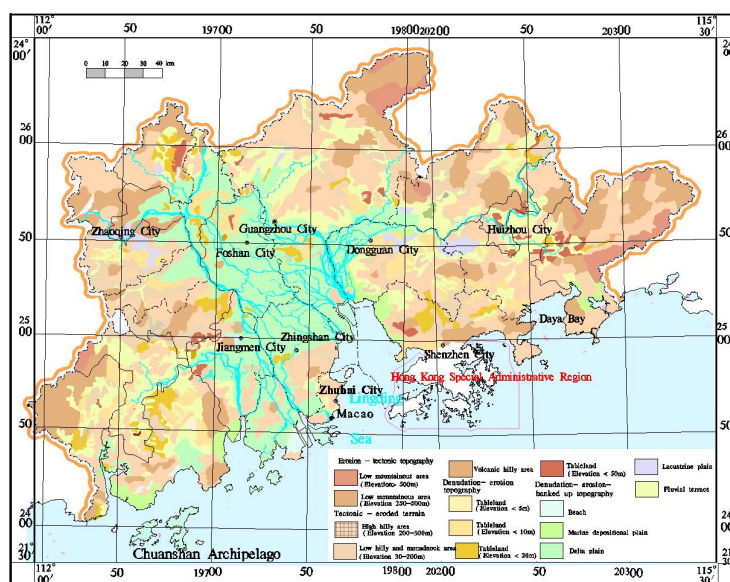 112° 00′ 50 19700 50 19800 20200 50 20300 115° 30′
24° 00′ 24° 00′
0 10 20 30 40 km
26 00 26 00
Zhaoqing City Guangzhou City Huizhou City
50 Foshan City Dongguan City 50
25 00 Daya Bay 25 00
Jiangmen City Zhingshan City Shenzhen City
Hong Kong Special Administrative Region
Zhuhai City
Lingding
Macao
50 Sea 50
Erosion - tectonic topography
Low mountainous area
(Elevation> 500m)
Low mountainous area
(Elevation 250-500m)
Tectonic - eroded terrain
High hilly area
(Elevation 200-300m)
Low hilly and monadnock area
(Elevation 30-200m)
Volcanic hilly area
Denudation- erosion
topography
Tableland
(Elevation < 5m)
Tableland
(Elevation < 10m)
Tableland
(Elevation < 20m)
Tableland
(Elevation < 50m)
Denudation- erosion-
banked up topography
Beach
Marine depositional plain
Delta plain
Lacustrine plain
Pluvial terrace
24 00 24 00
Chuanshan Archipelago
21° 30′
112° 00′ 50 19700 50 19800 20200 50 20300 115° 30′